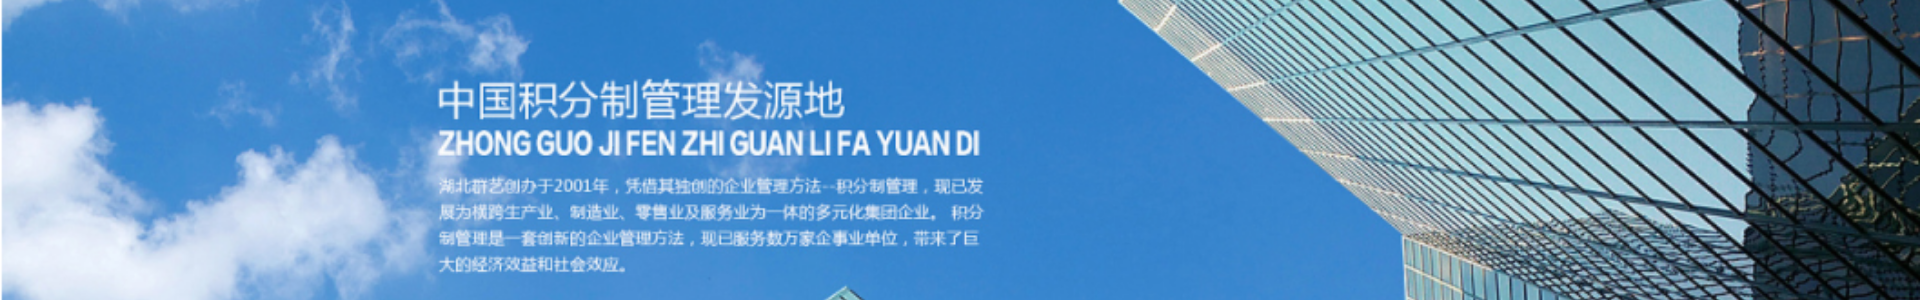 中国积分制管理发源地
ZHONG GUO JI FEN ZHI GUAN LI FA YUAN DI
湖北群艺创办于2001年，凭借其独创的企业管理方法--积分制管理，现已发
展为横跨生产业、制造业、零售业及服务业为一体的多元化集团企业。 积分
制管理是一套创新的企业管理方法，现已服务数万家企事业单位，带来了巨
大的经济效益和社会效应。